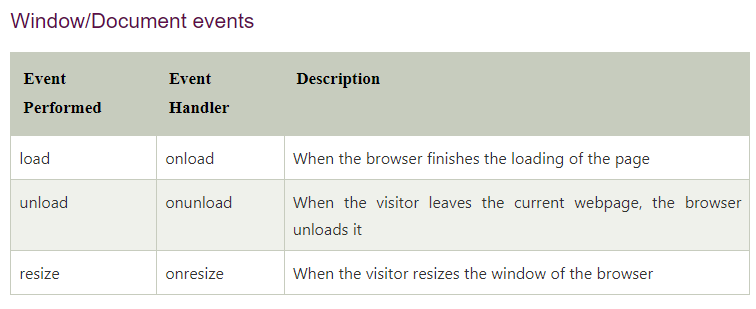 Window/Document events
Event Performed Event Handler Description
load onload When the browser finishes the loading of the page
unload onunload When the visitor leaves the current webpage, the browser
unloads it
resize onresize When the visitor resizes the window of the browser